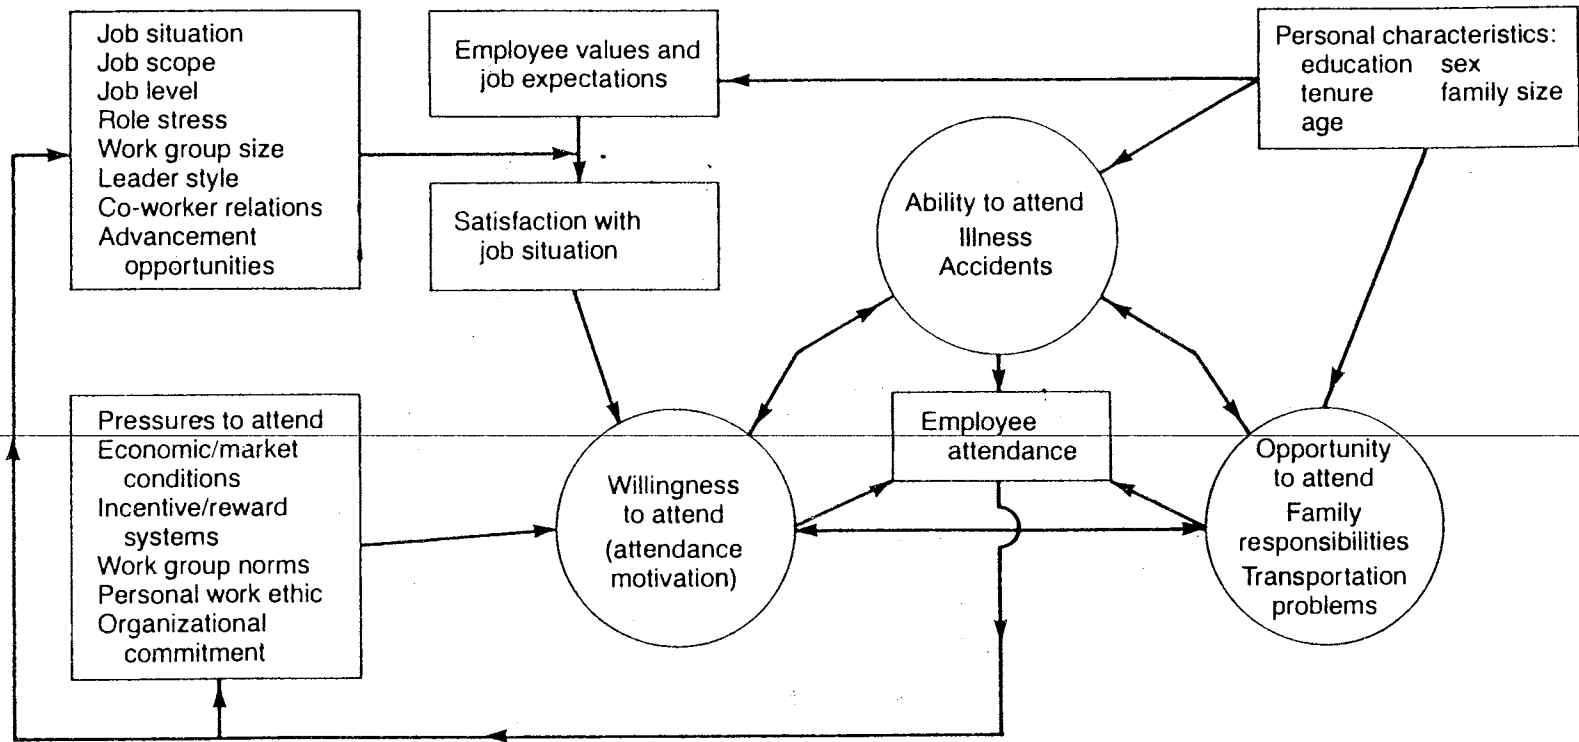 Job situation
Job scope
Job level
Role stress
Work group size
Leader style
Co-worker relations
Advancement
opportunities
Employee values and
job expectations
Personal characteristics:
education sex
tenure family size
age
Satisfaction with
job situation
Ability to attend
Illness
Accidents
Pressures to attend
Economic/market
conditions
Incentive/reward
systems
Work group norms
Personal work ethic
Organizational
commitment
Willingness
to attend
(attendance
motivation)
Employee
attendance
Opportunity
to attend
Family
responsibilities
Transportation
problems